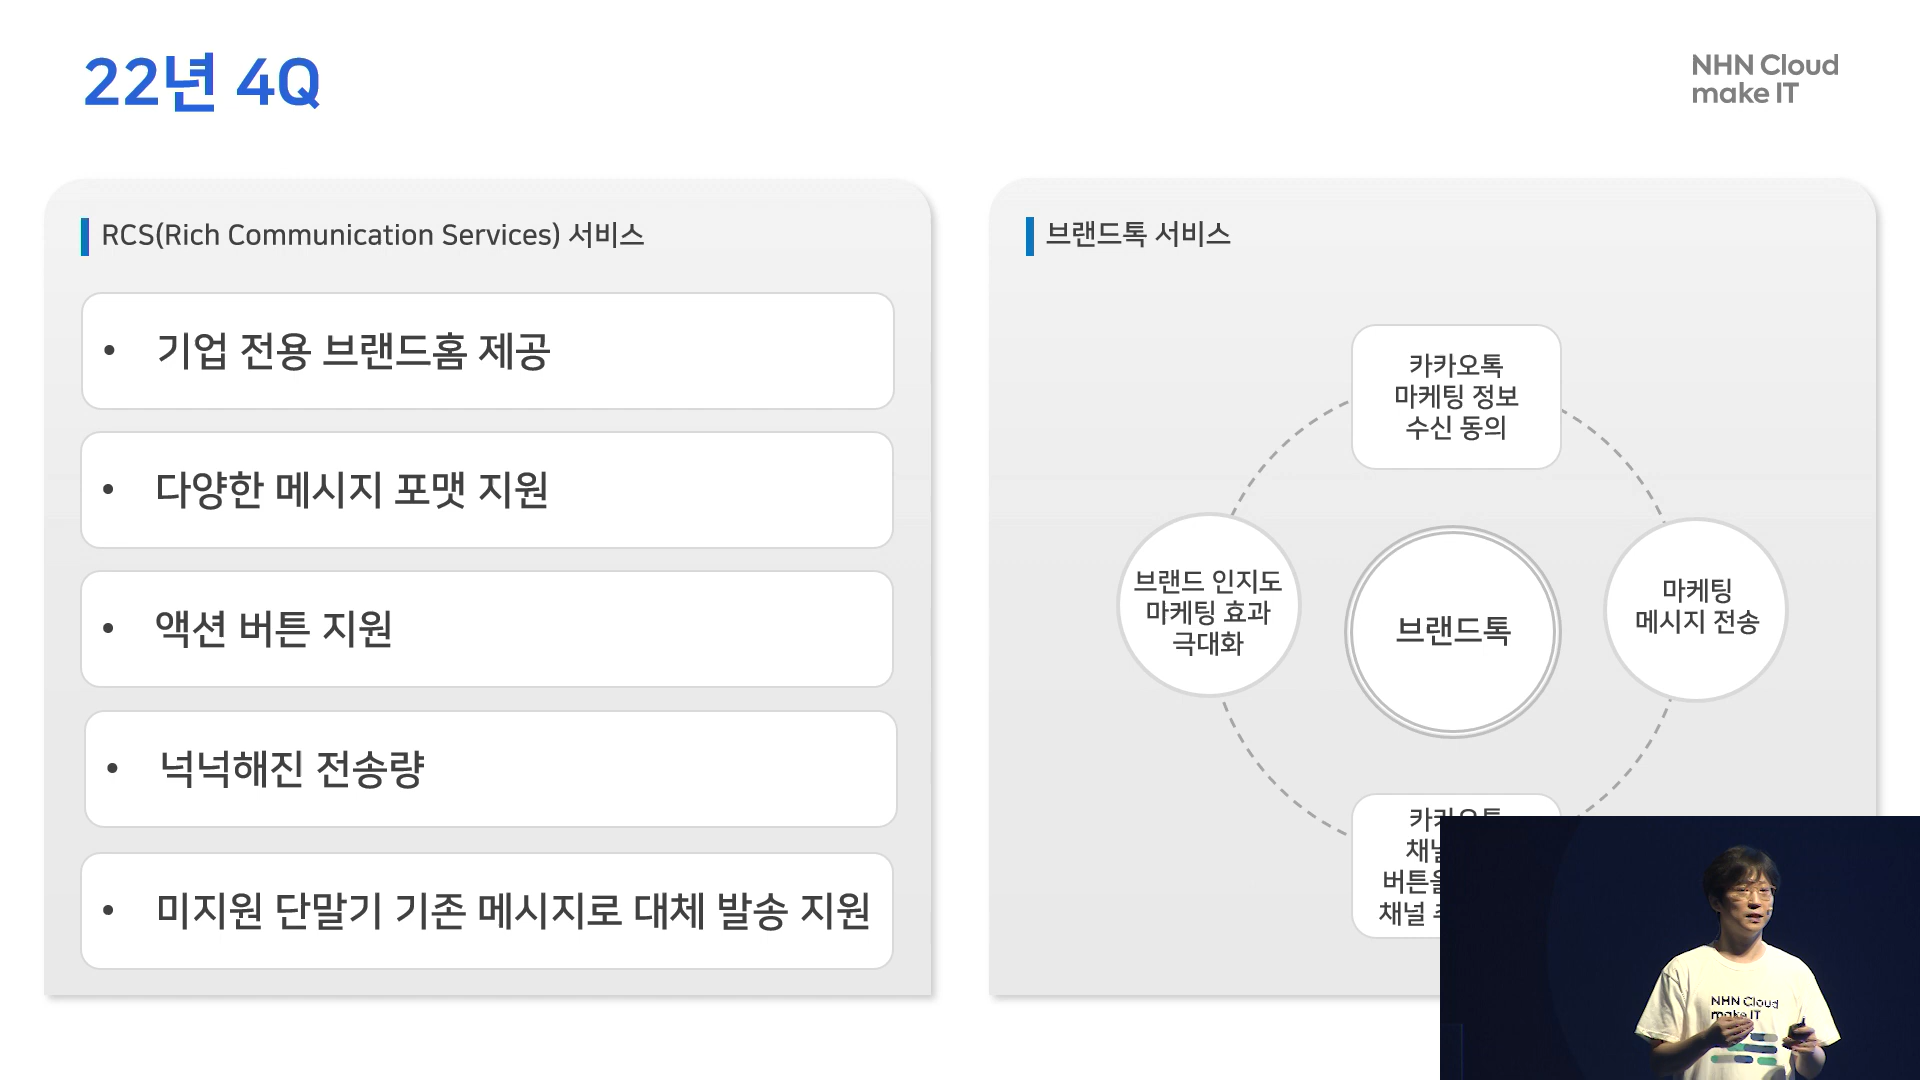 22년 4Q
NHN Cloud
make IT
RCS(Rich Communication Services) 서비스
• 기업 전용 브랜드홈 제공
• 다양한 메시지 포맷 지원
• 액션 버튼 지원
• 넉넉해진 전송량
• 미지원 단말기 기존 메시지로 대체 발송 지원
브랜드톡 서비스
카카오톡
마케팅 정보
수신 동의
브랜드 인지도
마케팅 효과
극대화
브랜드톡
마케팅
메시지 전송
카카오톡
채널
버튼을
채널
NHN Cloud
make IT